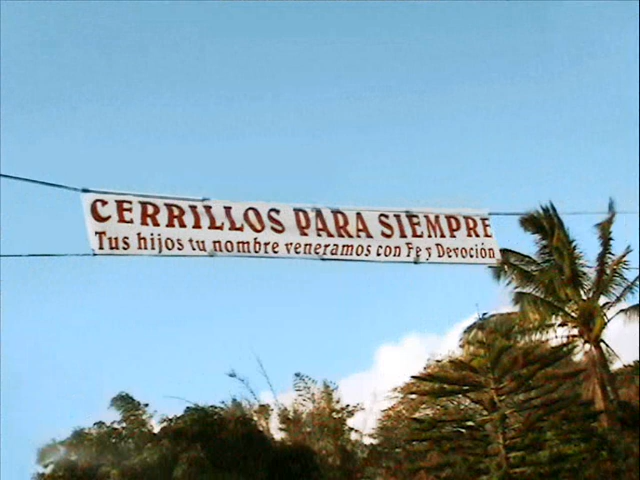 CERRILLOS PARA SIEMPRE
Tus hijos tu nombre veneramos con Fe y Devoción